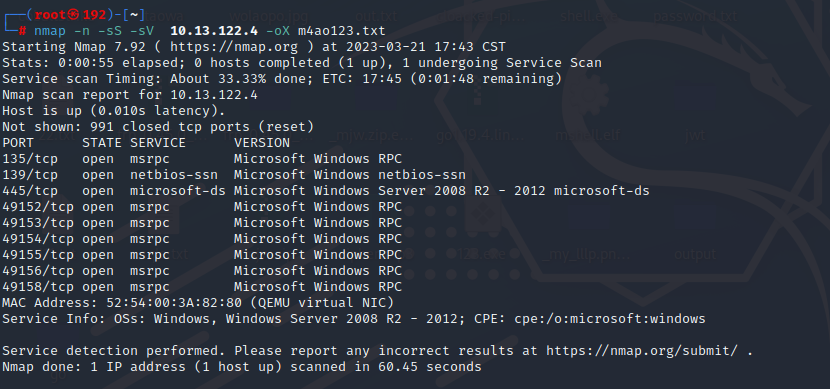 ┌──(root㉿192)-[~]
└─# nmap -n -sS -sV  10.13.122.4 -oX m4ao123.txt
Starting Nmap 7.92 ( https://nmap.org ) at 2023-03-21 17:43 CST
Stats: 0:00:55 elapsed; 0 hosts completed (1 up), 1 undergoing Service Scan
Service scan Timing: About 33.33% done; ETC: 17:45 (0:01:48 remaining)
Nmap scan report for 10.13.122.4
Host is up (0.010s latency).
Not shown: 991 closed tcp ports (reset)
PORT      STATE SERVICE      VERSION
135/tcp   open  msrpc        Microsoft Windows RPC
139/tcp   open  netbios-ssn  Microsoft Windows netbios-ssn
445/tcp   open  microsoft-ds Microsoft Windows Server 2008 R2 - 2012 microsoft-ds
49152/tcp open  msrpc        Microsoft Windows RPC
49153/tcp open  msrpc        Microsoft Windows RPC
49154/tcp open  msrpc        Microsoft Windows RPC
49155/tcp open  msrpc        Microsoft Windows RPC
49156/tcp open  msrpc        Microsoft Windows RPC
49158/tcp open  msrpc        Microsoft Windows RPC
MAC Address: 52:54:00:3A:82:80 (QEMU virtual NIC)
Service Info: OSs: Windows, Windows Server 2008 R2 - 2012; CPE: cpe:/o:microsoft:windows

Service detection performed. Please report any incorrect results at https://nmap.org/submit/ .
Nmap done: 1 IP address (1 host up) scanned in 60.45 seconds